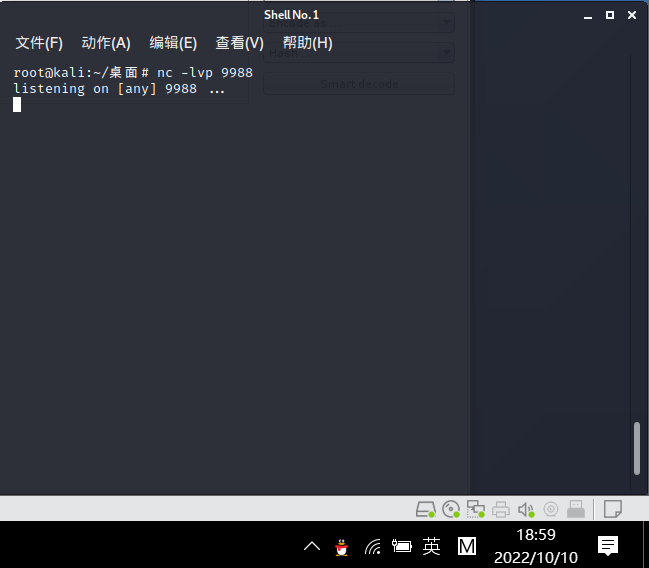 Shell No. 1
文件(F) 动作(A) 编辑(E) 查看(V) 帮助(H)
Hash
Smart decode
root@kali:~/桌面# nc -lvp 9988
listening on [any] 9988 ...
英 M
18:59
2022/10/10